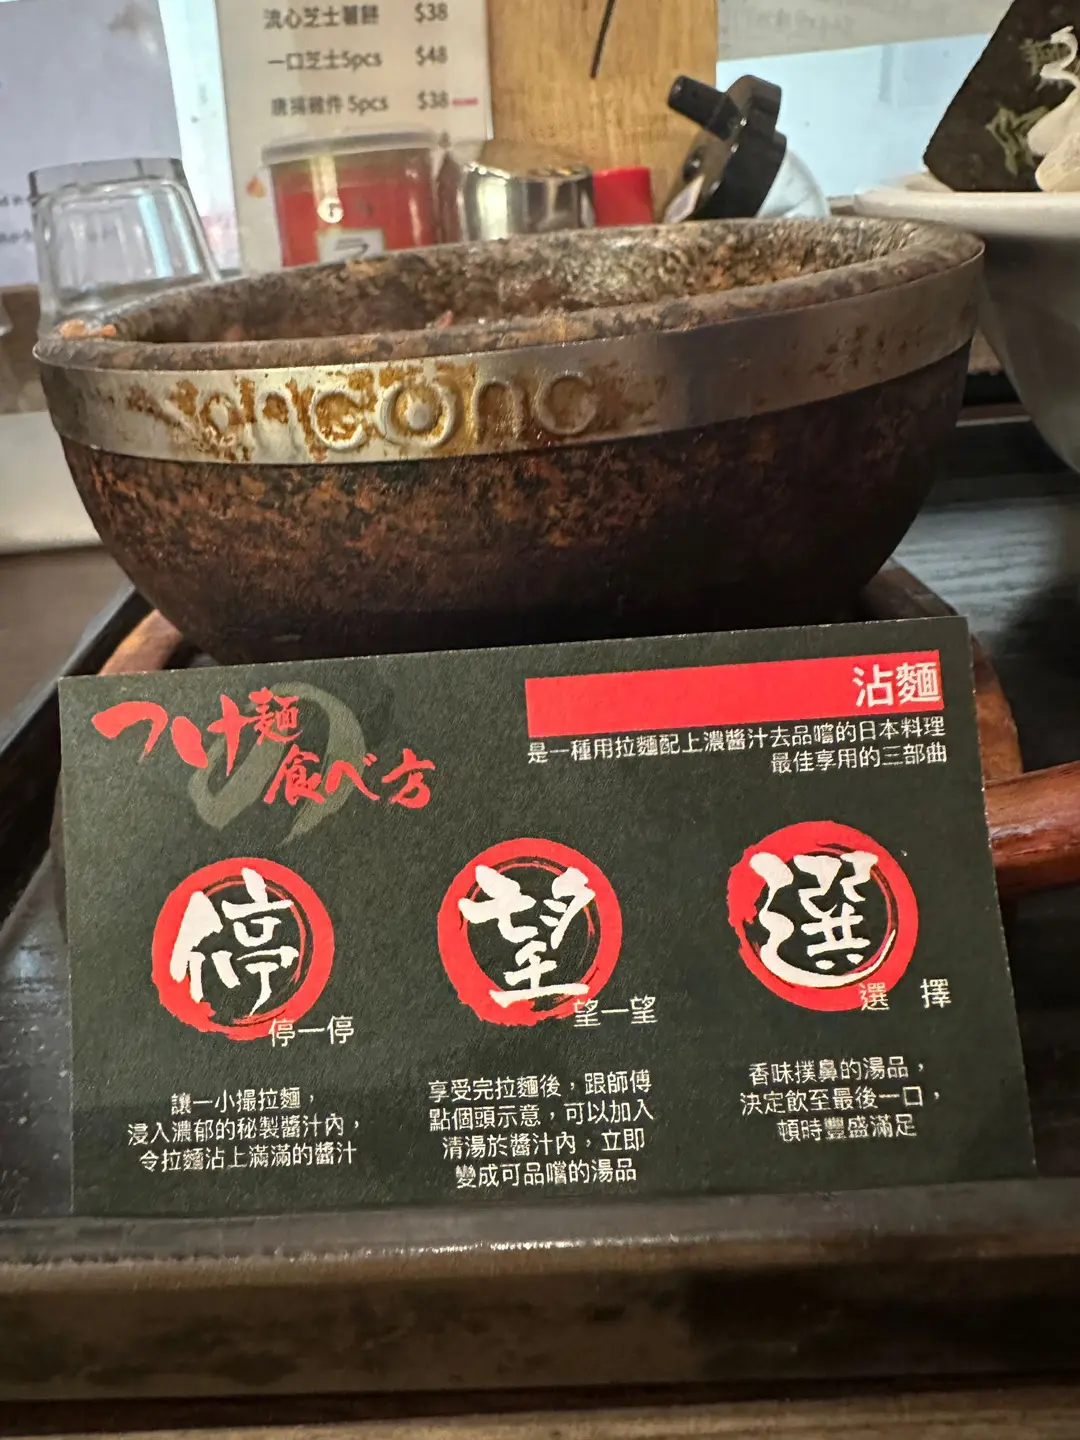 流心芝士薯餅 $38
一口芝士5pcs $48
唐揚雞件 5pcs $38
つけ麺
食べ方
沾麵
是一種用拉麵配上濃醬汁去品嚐的日本料理
最佳享用的三部曲
停
停一停
讓一小撮拉麵，
浸入濃郁的秘製醬汁內，
令拉麵沾上滿滿的醬汁
望
望一望
享受完拉麵後，跟師傅
點個頭示意，可以加入
清湯於醬汁內，立即
變成可品嚐的湯品
選
選 擇
香味撲鼻的湯品，
決定飲至最後一口，
頓時豐盛滿足